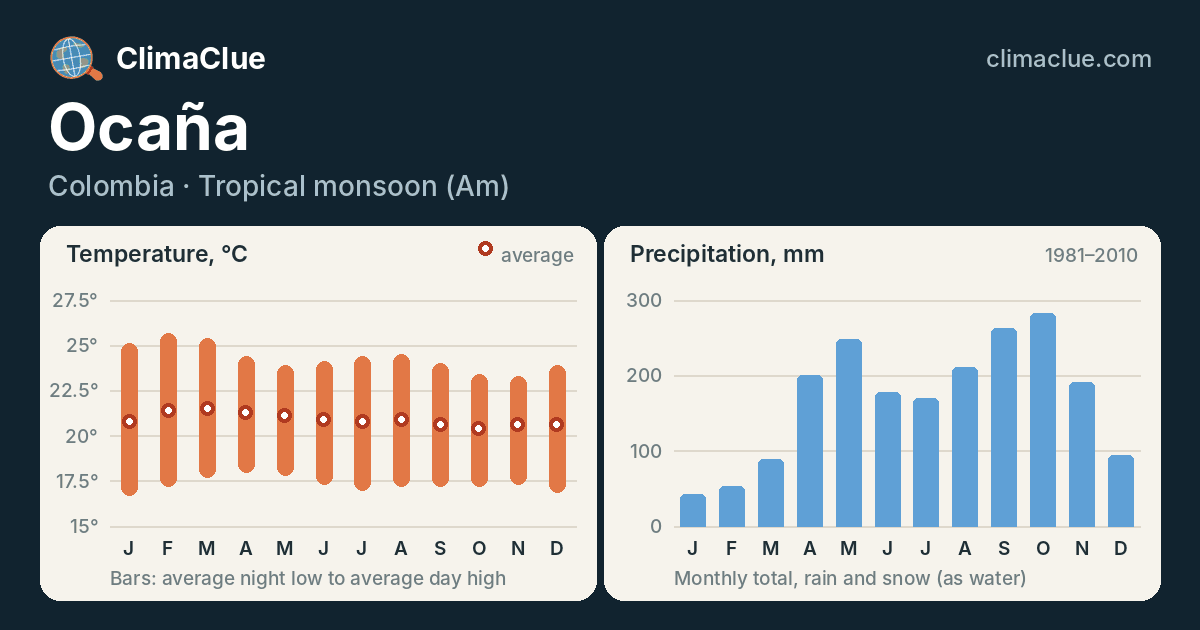 ClimaClue
climaclue.com
Ocaña
Colombia · Tropical monsoon (Am)
Temperature, °C
average
27.5°
25°
22.5°
20°
17.5°
15°
J F M A M J J A S O N D
Bars: average night low to average day high
Precipitation, mm
1981–2010
300
200
100
0
J F M A M J J A S O N D
Monthly total, rain and snow (as water)